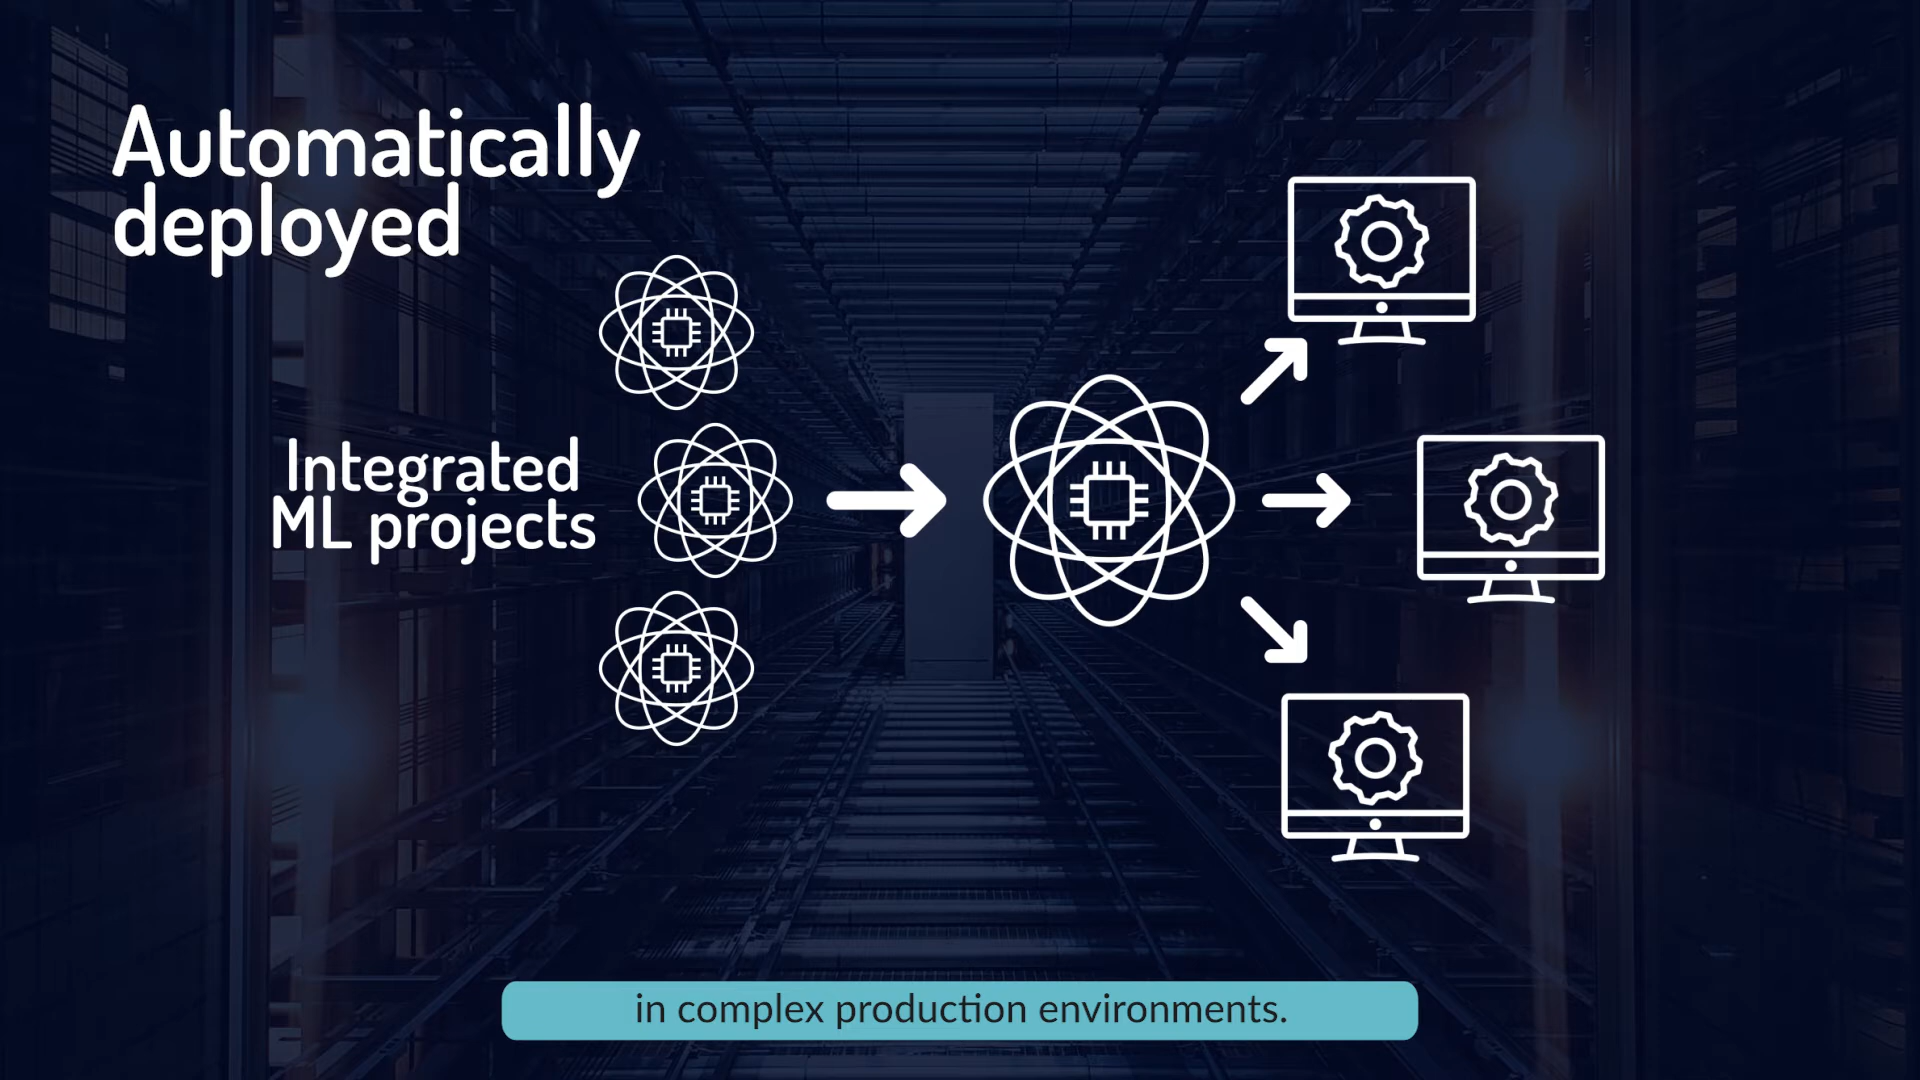 Automatically
deployed
Integrated
ML projects
in complex production environments.